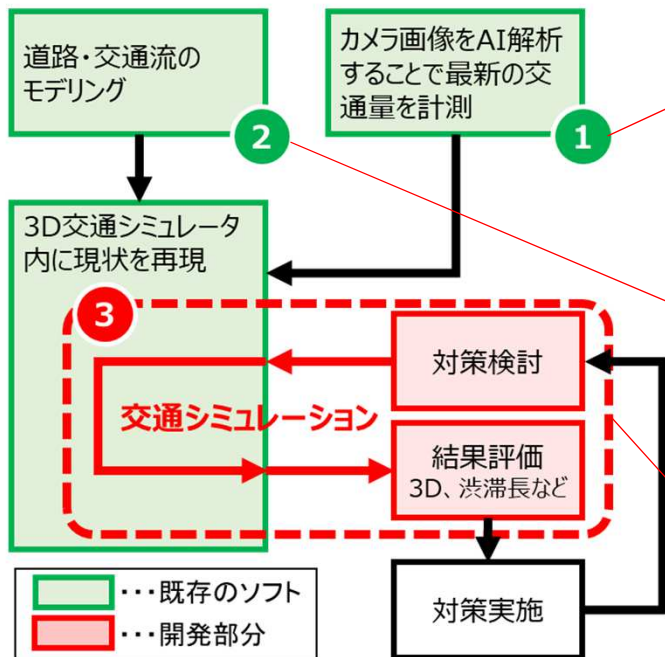 道路・交通流の
モデリング
2
カメラ画像をAI解析
することで最新の交
通量を計測
1
3D交通シミュレータ
内に現状を再現
3
対策検討
交通シミュレーション
結果評価
3D、渋滞長など
対策実施
･･･既存のソフト
･･･開発部分